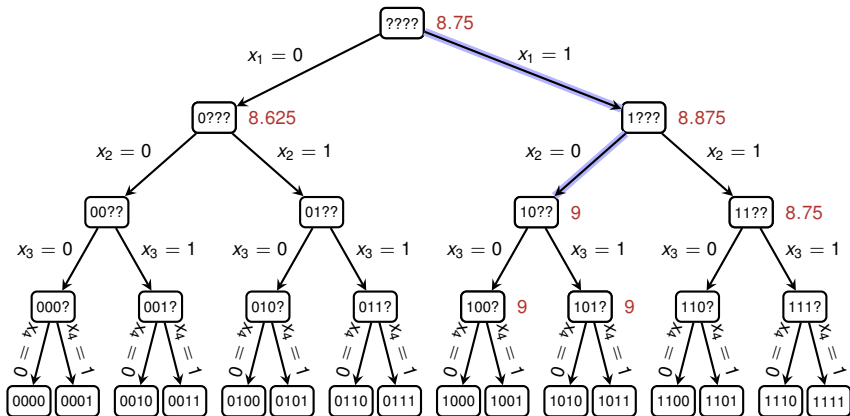 ???? 8.75
x₁ = 0 x₁ = 1
0??? 8.625 1??? 8.875
x₂ = 0 x₂ = 1 x₂ = 0 x₂ = 1
00?? 01?? 10?? 9 11?? 8.75
x₃ = 0 x₃ = 1 x₃ = 0 x₃ = 1 x₃ = 0 x₃ = 1 x₃ = 0 x₃ = 1
000? 001? 010? 011? 100? 9 101? 9 110? 111?
x₄ = 0 x₄ = 1 x₄ = 0 x₄ = 1 x₄ = 0 x₄ = 1 x₄ = 0 x₄ = 1 x₄ = 0 x₄ = 1 x₄ = 0 x₄ = 1 x₄ = 0 x₄ = 1 x₄ = 0 x₄ = 1
0000 0001 0010 0011 0100 0101 0110 0111 1000 1001 1010 1011 1100 1101 1110 1111